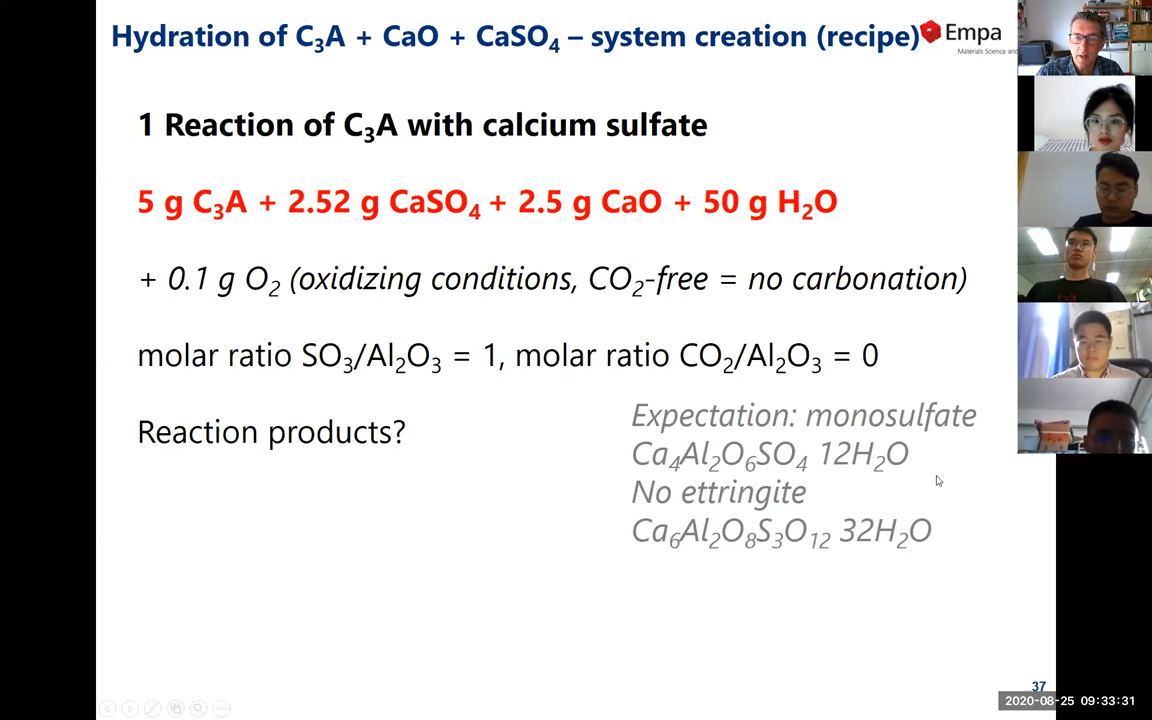 Hydration of C₃A + CaO + CaSO₄ – system creation (recipe)
Empa
Materials Science and
1 Reaction of C₃A with calcium sulfate
5 g C₃A + 2.52 g CaSO₄ + 2.5 g CaO + 50 g H₂O
+ 0.1 g O₂ (oxidizing conditions, CO₂-free = no carbonation)
molar ratio SO₃/Al₂O₃ = 1, molar ratio CO₂/Al₂O₃ = 0
Reaction products?
Expectation: monosulfate
Ca₄Al₂O₆SO₄ 12H₂O
No ettringite
Ca₆Al₂O₈S₃O₁₂ 32H₂O
37
2020-08-25 09:33:31